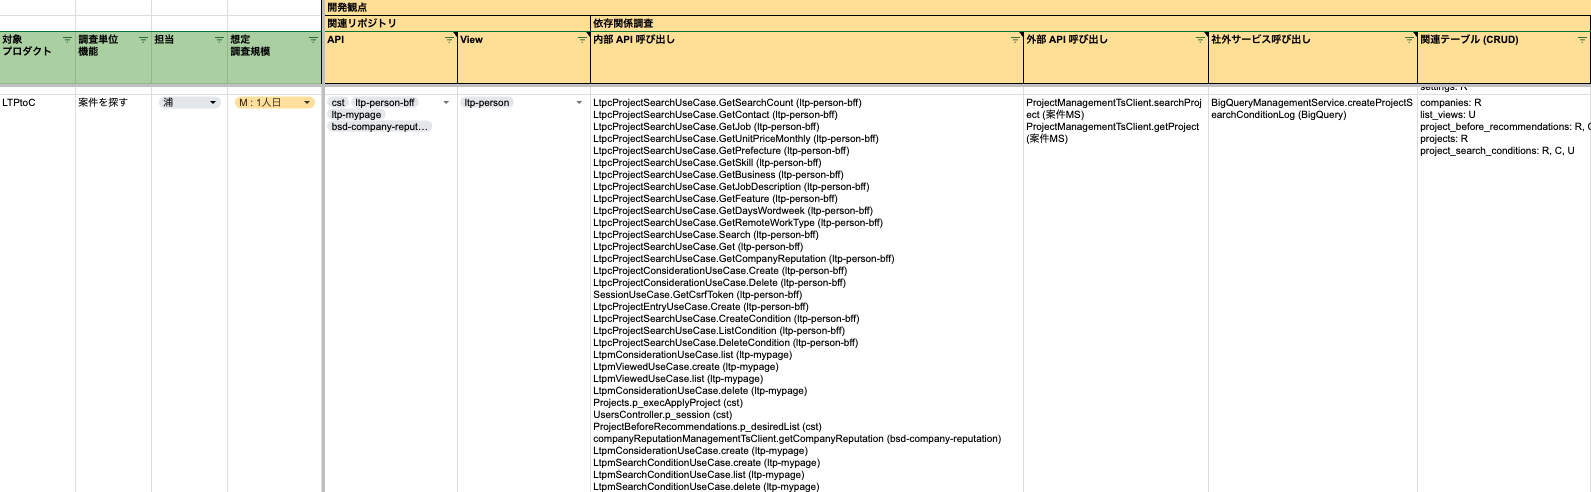 開発観点
関連リポジトリ
依存関係調査
対象
プロダクト
調査単位
機能
担当
想定
調査規模
API
View
内部 API 呼び出し
外部 API 呼び出し
社外サービス呼び出し
関連テーブル (CRUD)
LTPtoC
案件を探す
浦
M : 1人日
cst ltp-person-bff
ltp-mypage
bsd-company-reput…
ltp-person
LtpcProjectSearchUseCase.GetSearchCount (ltp-person-bff)
LtpcProjectSearchUseCase.GetContact (ltp-person-bff)
LtpcProjectSearchUseCase.GetJob (ltp-person-bff)
LtpcProjectSearchUseCase.GetUnitPriceMonthly (ltp-person-bff)
LtpcProjectSearchUseCase.GetPrefecture (ltp-person-bff)
LtpcProjectSearchUseCase.GetSkill (ltp-person-bff)
LtpcProjectSearchUseCase.GetBusiness (ltp-person-bff)
LtpcProjectSearchUseCase.GetJobDescription (ltp-person-bff)
LtpcProjectSearchUseCase.GetFeature (ltp-person-bff)
LtpcProjectSearchUseCase.GetDaysWordweek (ltp-person-bff)
LtpcProjectSearchUseCase.GetRemoteWorkType (ltp-person-bff)
LtpcProjectSearchUseCase.Search (ltp-person-bff)
LtpcProjectSearchUseCase.Get (ltp-person-bff)
LtpcProjectSearchUseCase.GetCompanyReputation (ltp-person-bff)
LtpcProjectConsiderationUseCase.Create (ltp-person-bff)
LtpcProjectConsiderationUseCase.Delete (ltp-person-bff)
SessionUseCase.GetCsrfToken (ltp-person-bff)
LtpcProjectEntryUseCase.Create (ltp-person-bff)
LtpcProjectSearchUseCase.CreateCondition (ltp-person-bff)
LtpcProjectSearchUseCase.ListCondition (ltp-person-bff)
LtpcProjectSearchUseCase.DeleteCondition (ltp-person-bff)
LtpmConsiderationUseCase.list (ltp-mypage)
LtpmViewedUseCase.create (ltp-mypage)
LtpmViewedUseCase.list (ltp-mypage)
LtpmConsiderationUseCase.delete (ltp-mypage)
Projects.p_execApplyProject (cst)
UsersController.p_session (cst)
ProjectBeforeRecommendations.p_desiredList (cst)
companyReputationManagementTsClient.getCompanyReputation (bsd-company-reputation)
LtpmConsiderationUseCase.create (ltp-mypage)
LtpmSearchConditionUseCase.create (ltp-mypage)
LtpmSearchConditionUseCase.list (ltp-mypage)
LtpmSearchConditionUseCase.delete (ltp-mypage)
ProjectManagementTsClient.searchProj
ect (案件MS)
ProjectManagementTsClient.getProject
(案件MS)
BigQueryManagementService.createProjectS
earchConditionLog (BigQuery)
settings: R
companies: R
list_views: U
project_before_recommendations: R, C
projects: R
project_search_conditions: R, C, U